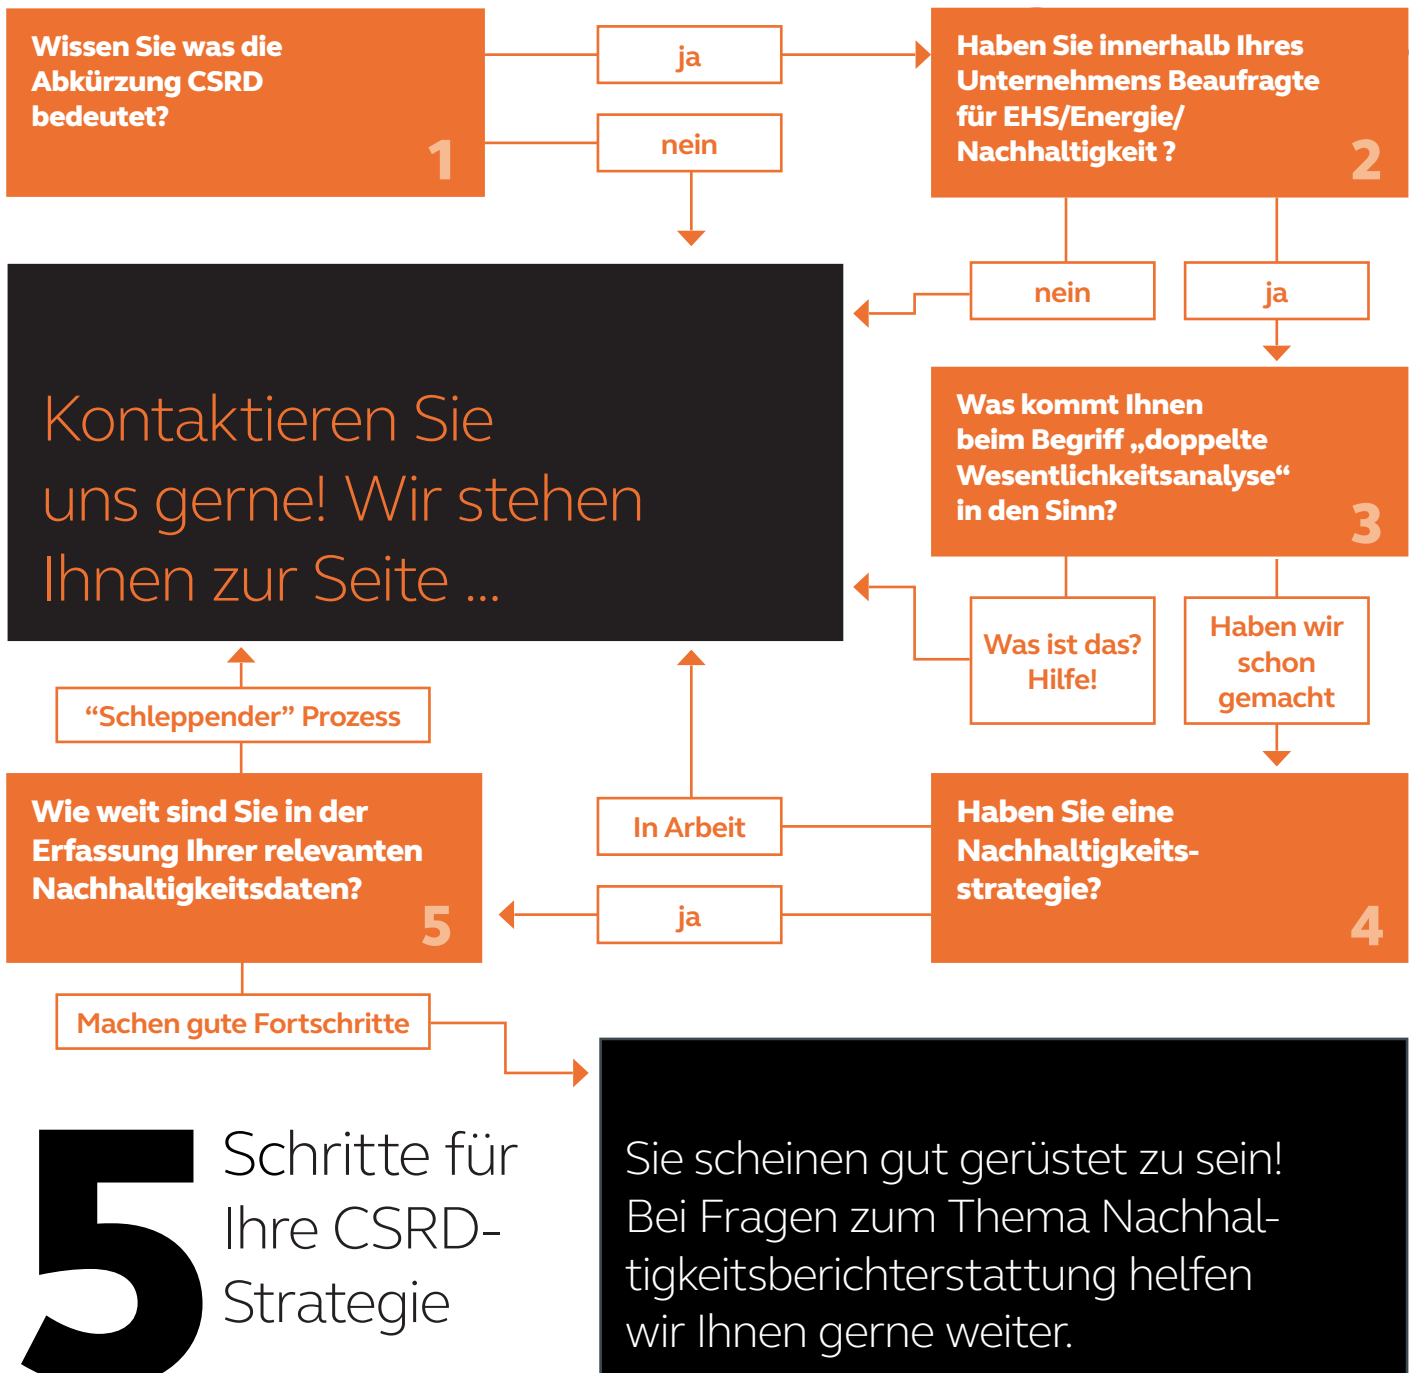 Wissen Sie was die
Abkürzung CSRD
bedeutet?
1
ja
nein
Haben Sie innerhalb Ihres
Unternehmens Beaufragte
für EHS/Energie/
Nachhaltigkeit ?
2
nein
ja
Kontaktieren Sie
uns gerne! Wir stehen
Ihnen zur Seite ...
Was kommt Ihnen
beim Begriff „doppelte
Wesentlichkeitsanalyse“
in den Sinn?
3
Was ist das?
Hilfe!
Haben wir
schon
gemacht
“Schleppender” Prozess
Wie weit sind Sie in der
Erfassung Ihrer relevanten
Nachhaltigkeitsdaten?
5
In Arbeit
ja
Haben Sie eine
Nachhaltigkeits-
strategie?
4
Machen gute Fortschritte
5
Schritte für
Ihre CSRD-
Strategie
Sie scheinen gut gerüstet zu sein!
Bei Fragen zum Thema Nachhal-
tigkeitsberichterstattung helfen
wir Ihnen gerne weiter.